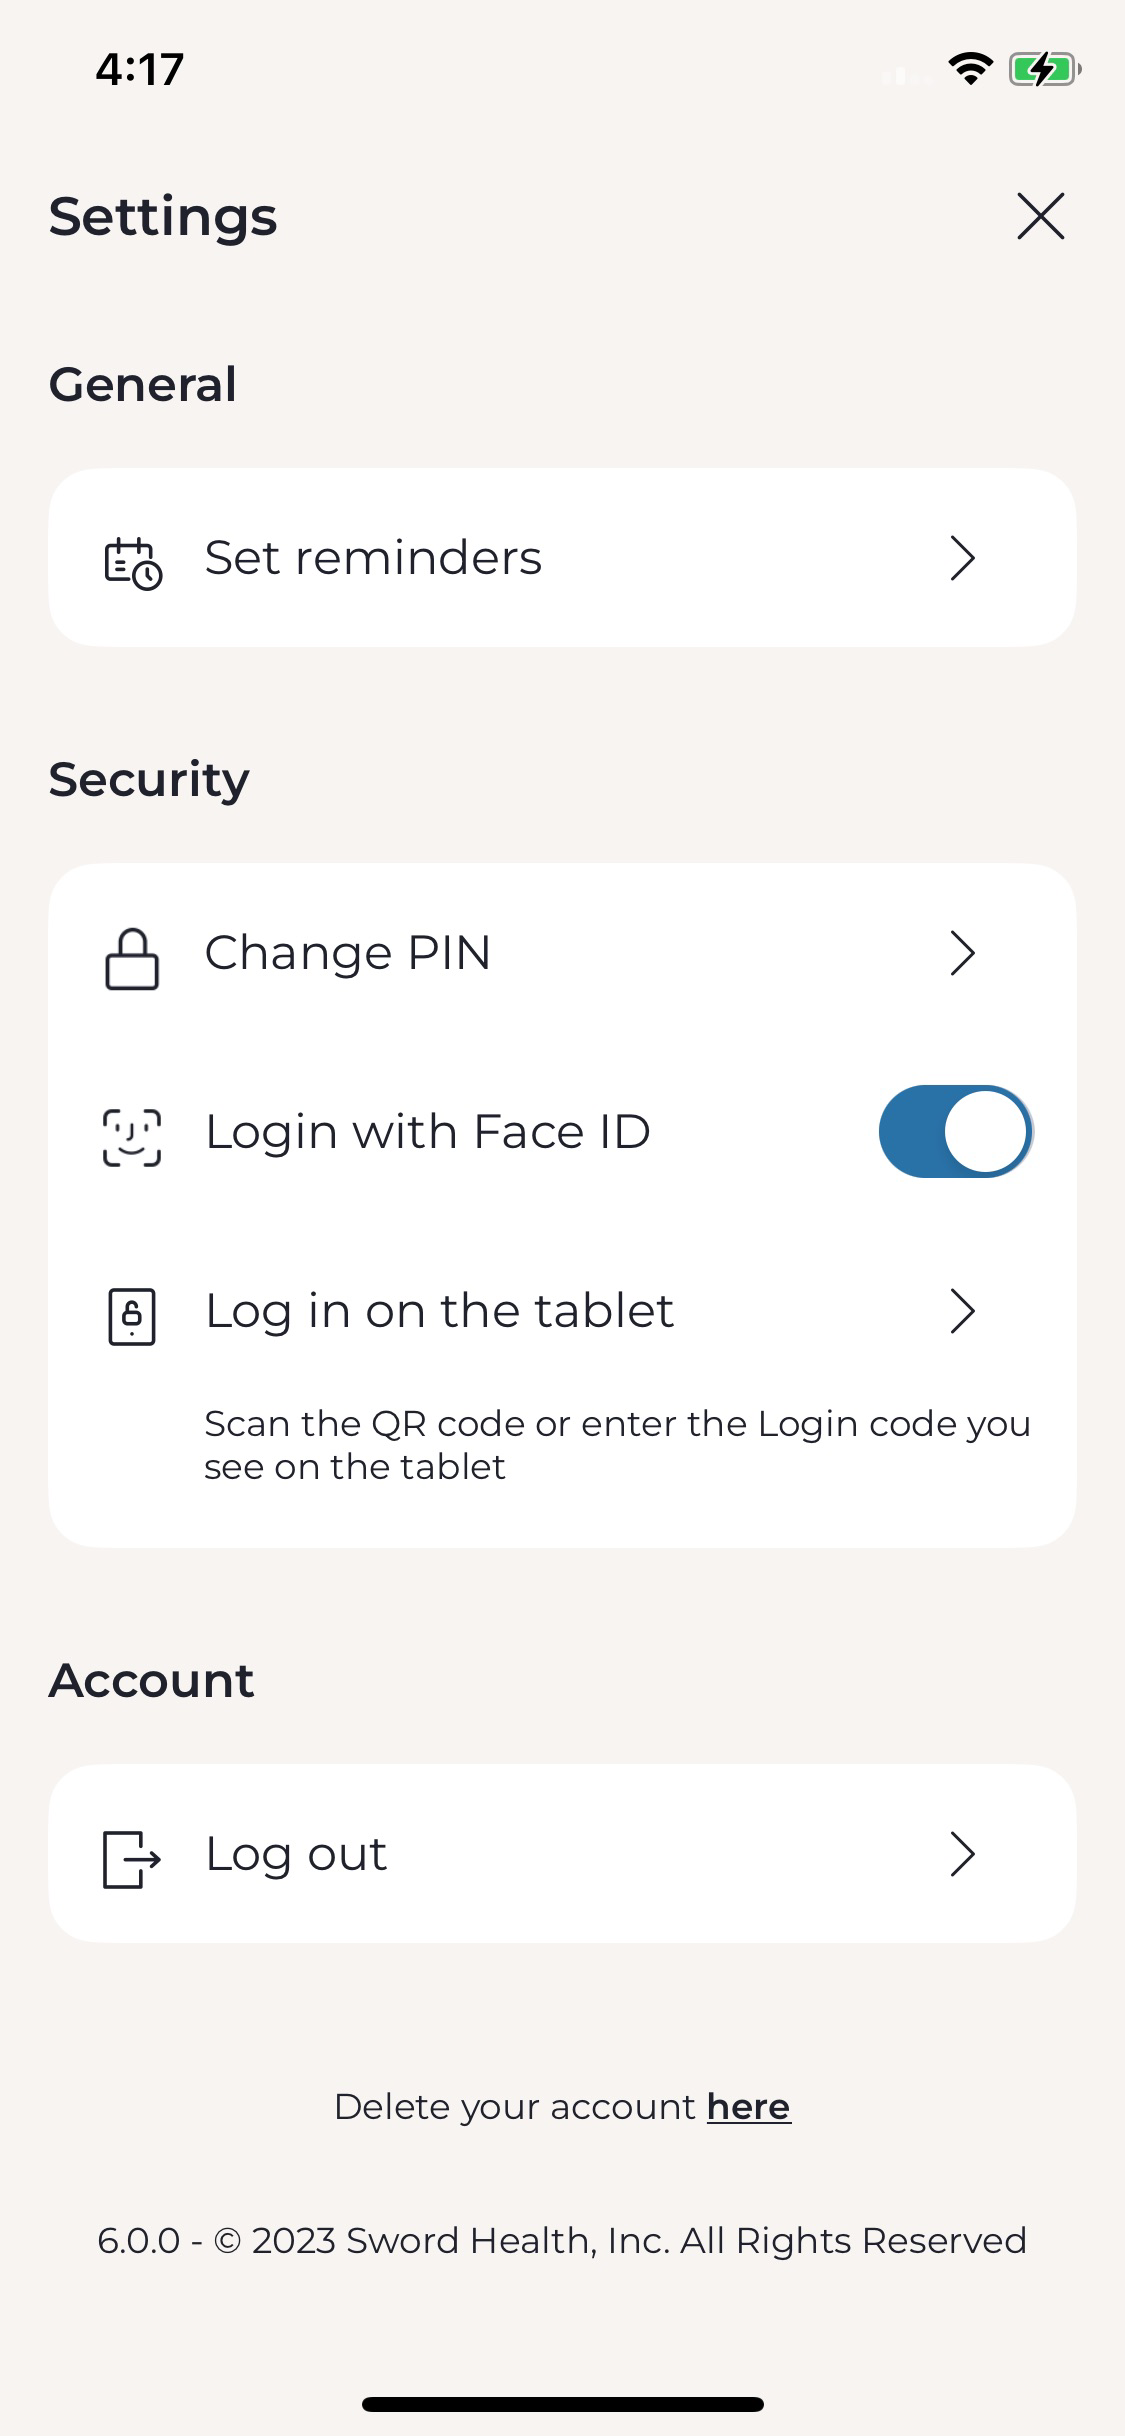 4:17
Settings
General
Set reminders
Security
Change PIN
Login with Face ID
Log in on the tablet
Scan the QR code or enter the Login code you
see on the tablet
Account
Log out
Delete your account here
6.0.0 - © 2023 Sword Health, Inc. All Rights Reserved